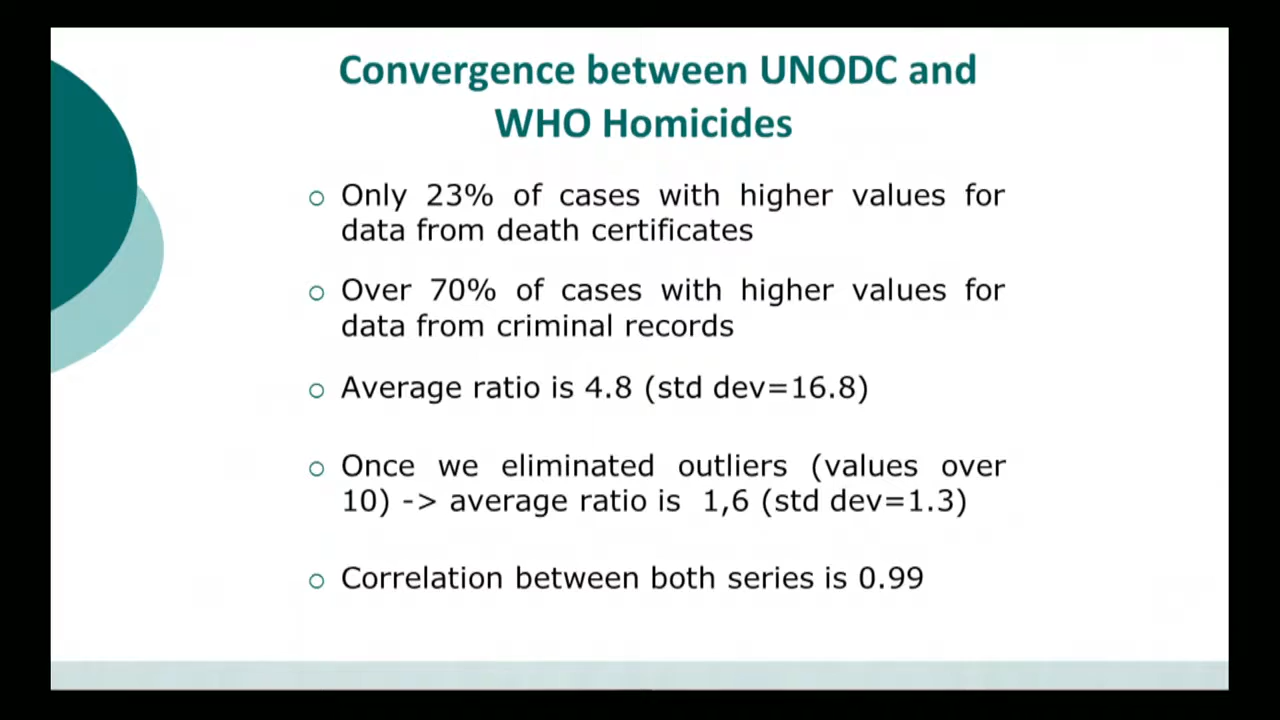 Convergence between UNODC and
WHO Homicides
Only 23% of cases with higher values for
data from death certificates
Over 70% of cases with higher values for
data from criminal records
Average ratio is 4.8 (std dev=16.8)
Once we eliminated outliers (values over
10) -> average ratio is 1,6 (std dev=1.3)
Correlation between both series is 0.99